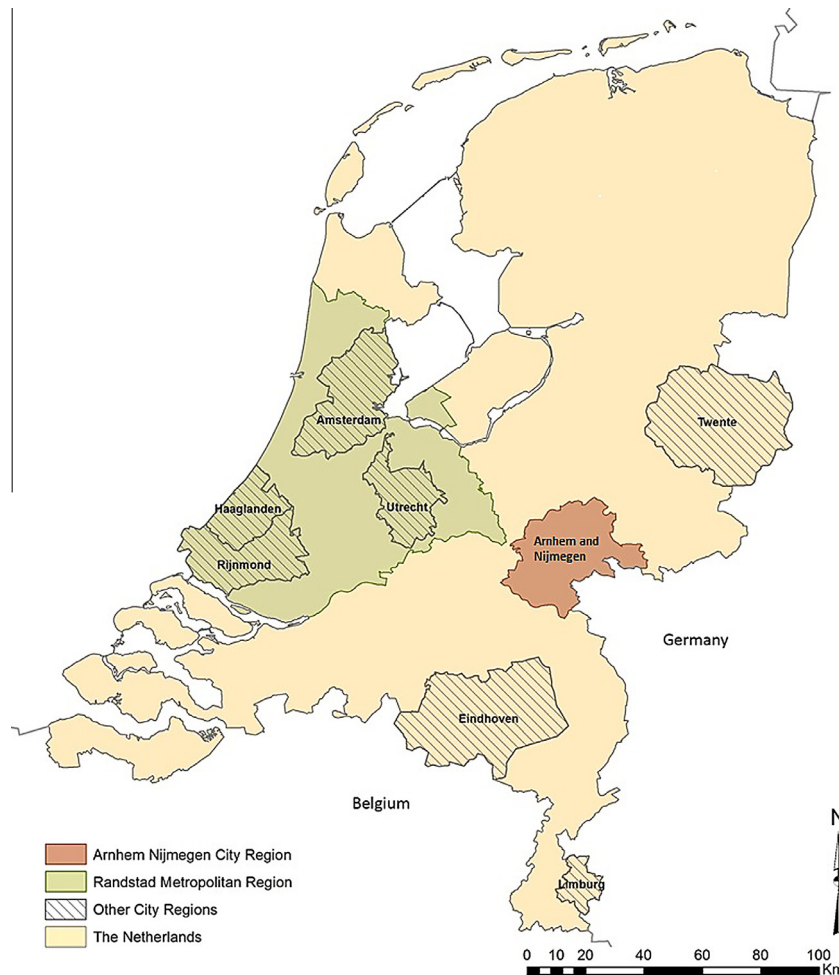 Amsterdam
Twente
Haaglanden
Utrecht
Rijnmond
Arnhem and
Nijmegen
Germany
Eindhoven
Belgium
Limburg
Arnhem Nijmegen City Region
Randstad Metropolitan Region
Other City Regions
The Netherlands
N
0 10 20 40 60 80 100
Km